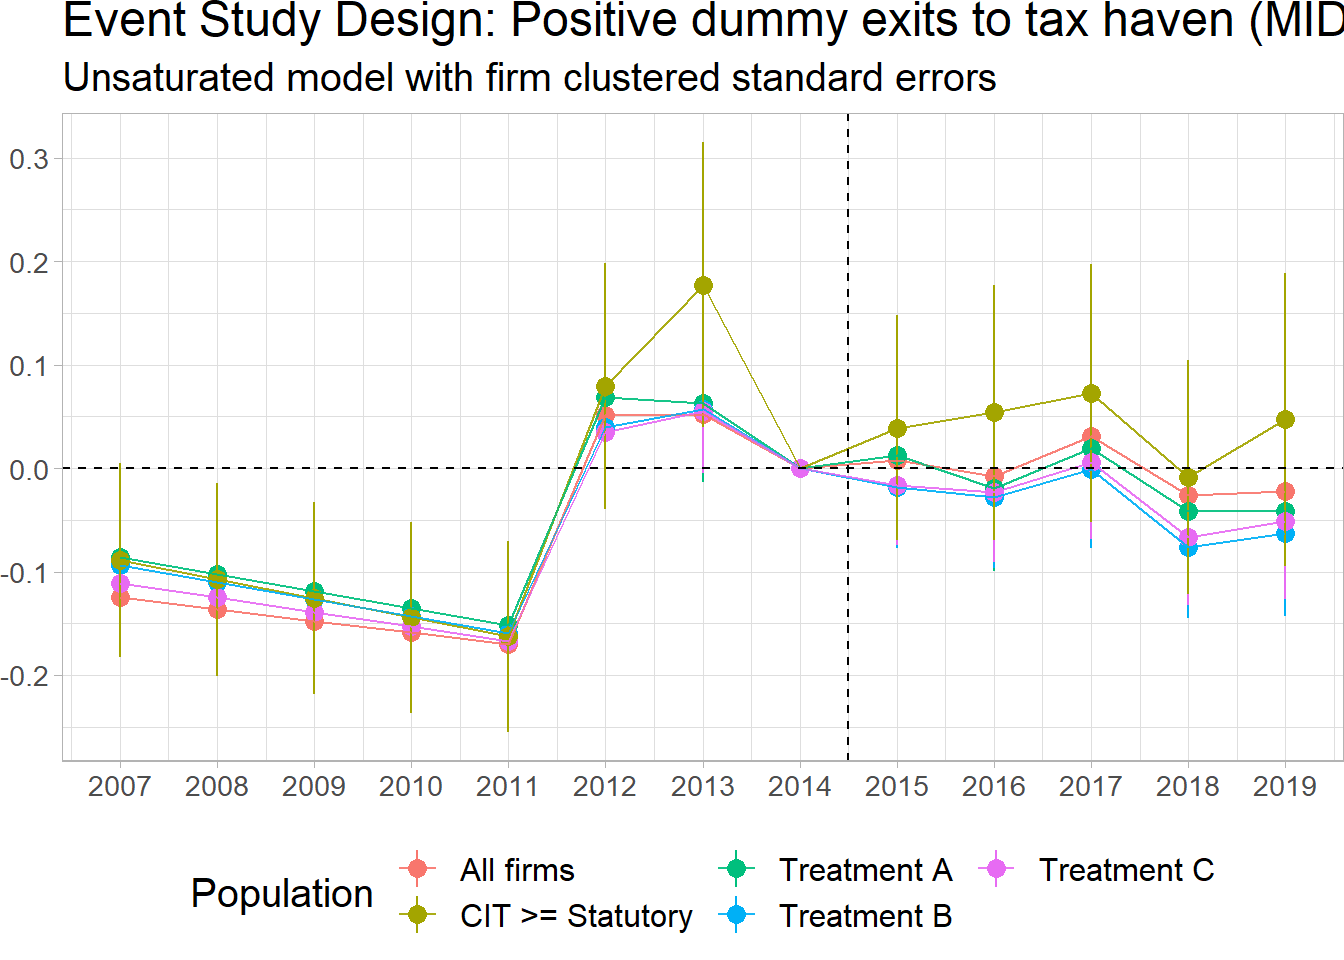 Event Study Design: Positive dummy exits to tax haven (MID
Unsaturated model with firm clustered standard errors
0.3
0.2
0.1
0.0
-0.1
-0.2
2007 2008 2009 2010 2011 2012 2013 2014 2015 2016 2017 2018 2019
Population
All firms
Treatment A
Treatment C
CIT >= Statutory
Treatment B